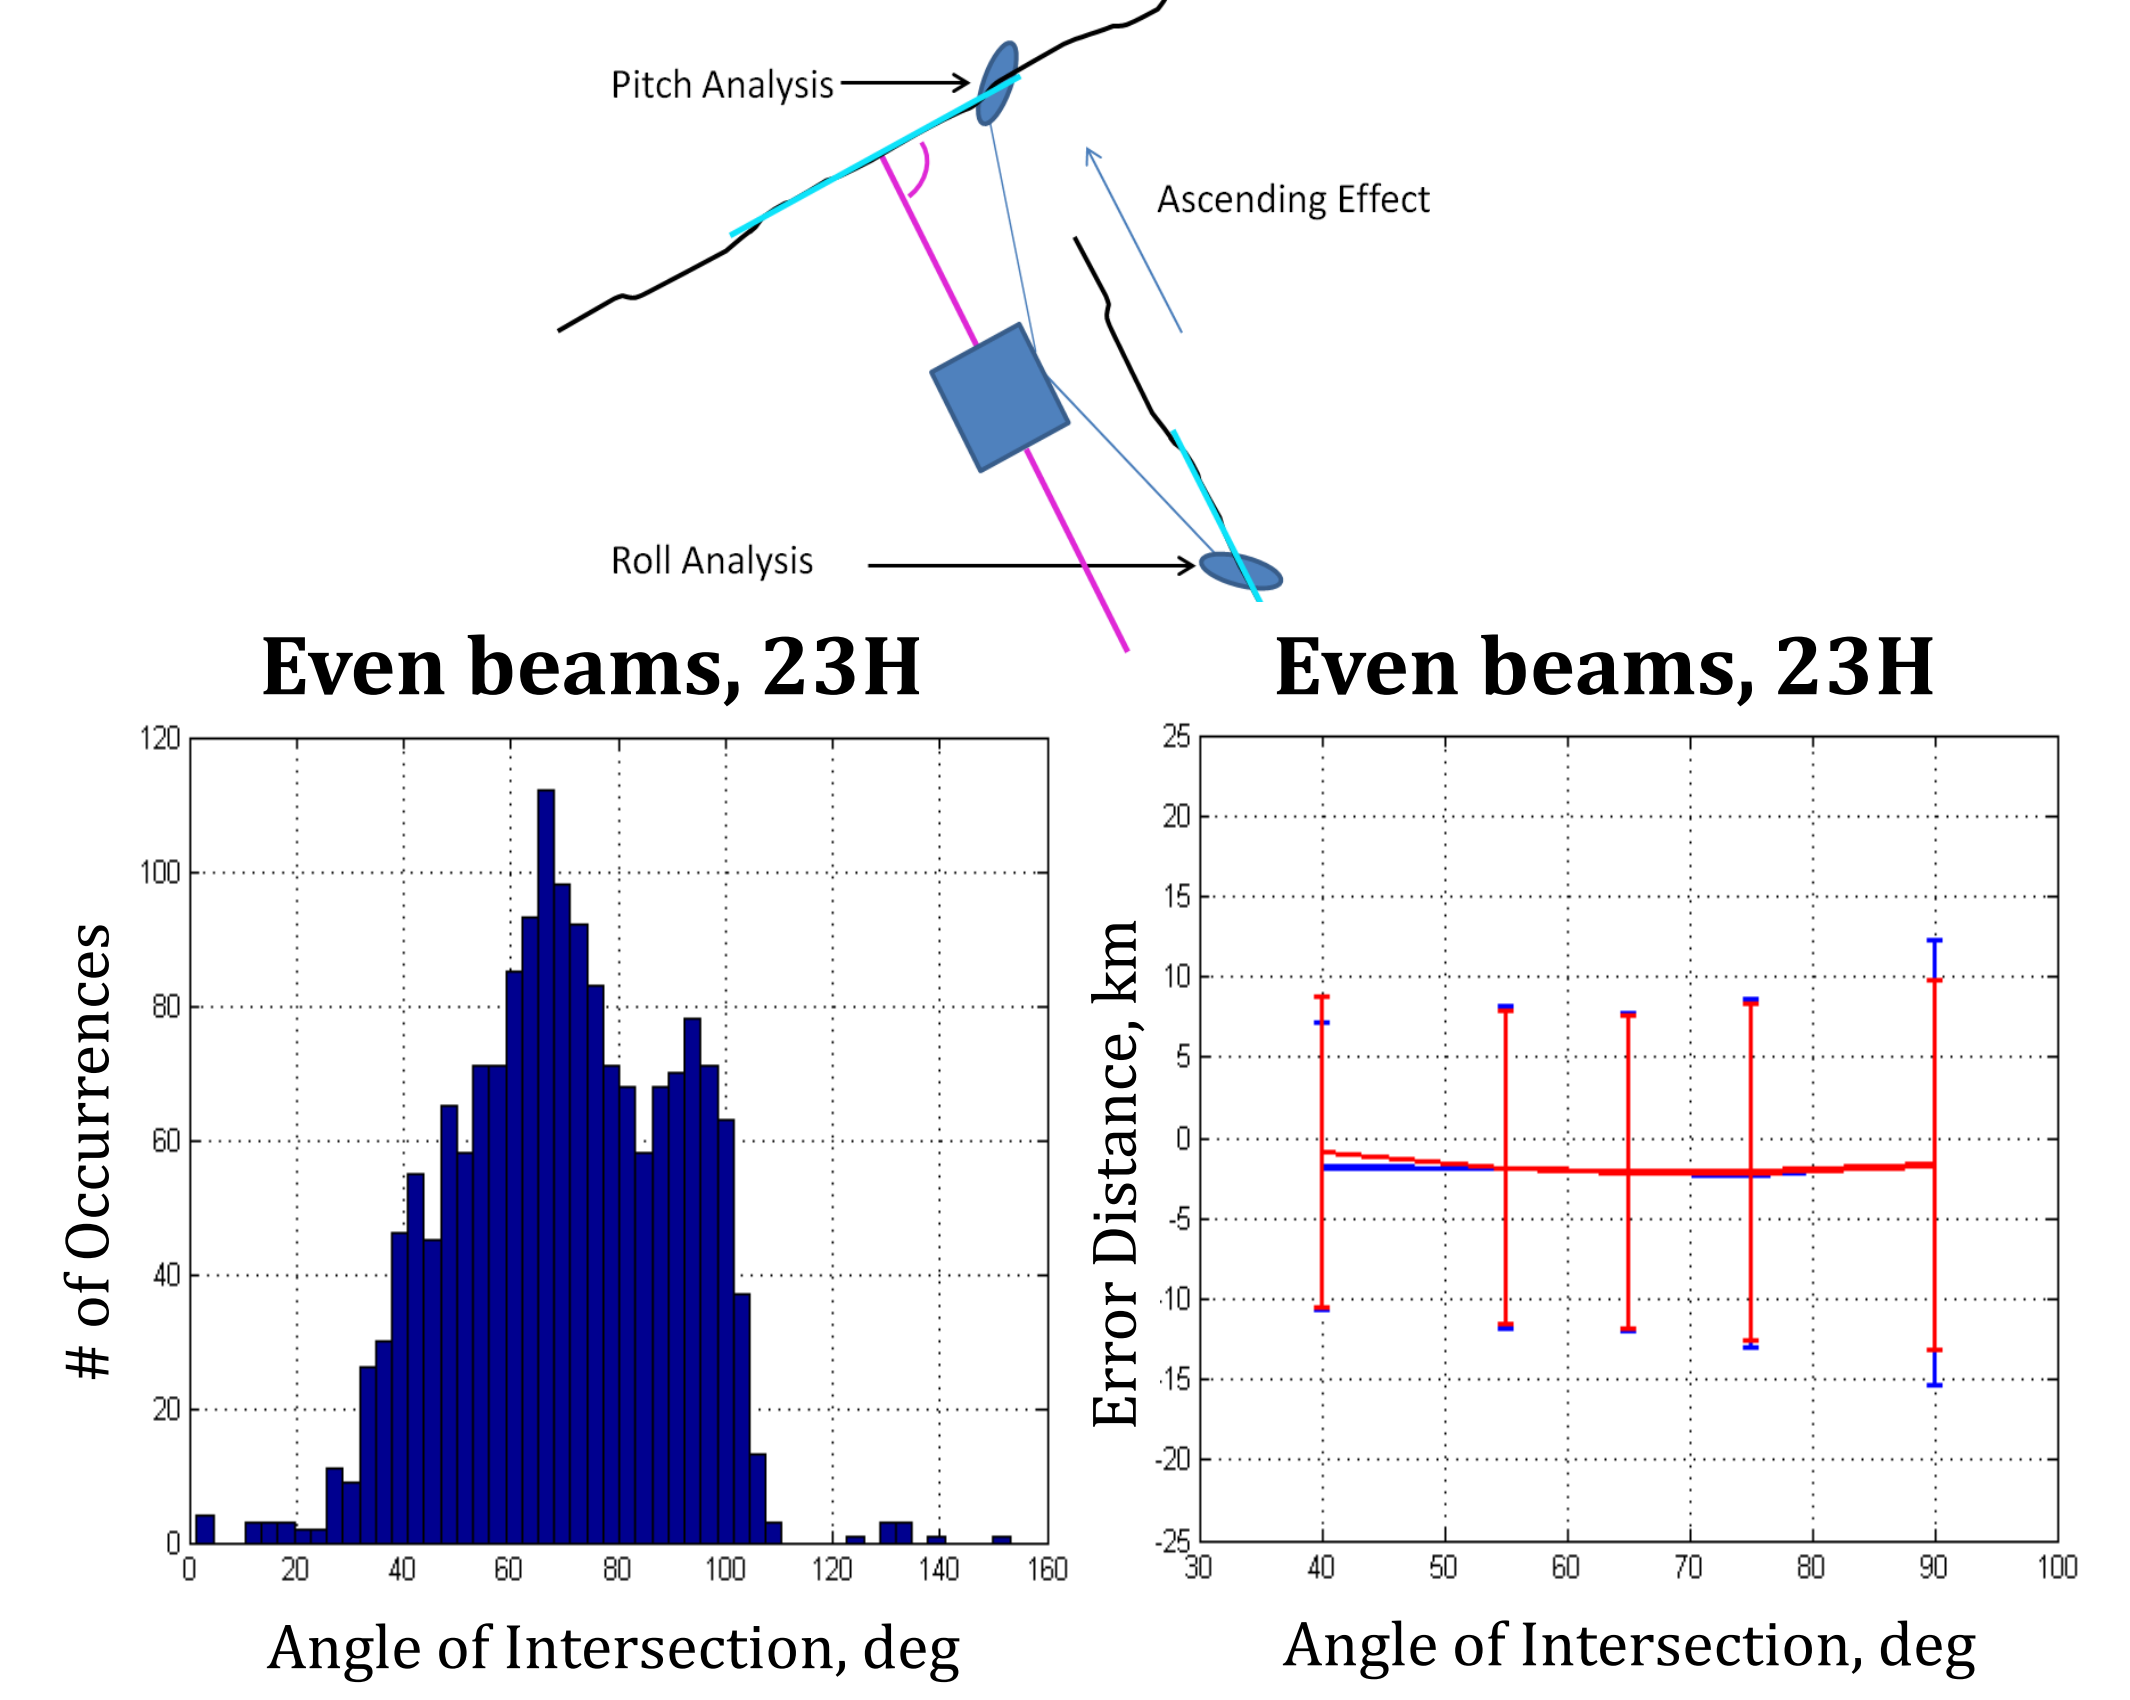 Pitch Analysis
Ascending Effect
Roll Analysis
Even beams, 23H
120
100
80
60
40
20
0
# of Occurrences
0 20 40 60 80 100 120 140 160
Angle of Intersection, deg
Even beams, 23H
25
20
15
10
5
0
-5
-10
-15
-20
-25
Error Distance, km
30 40 50 60 70 80 90 100
Angle of Intersection, deg